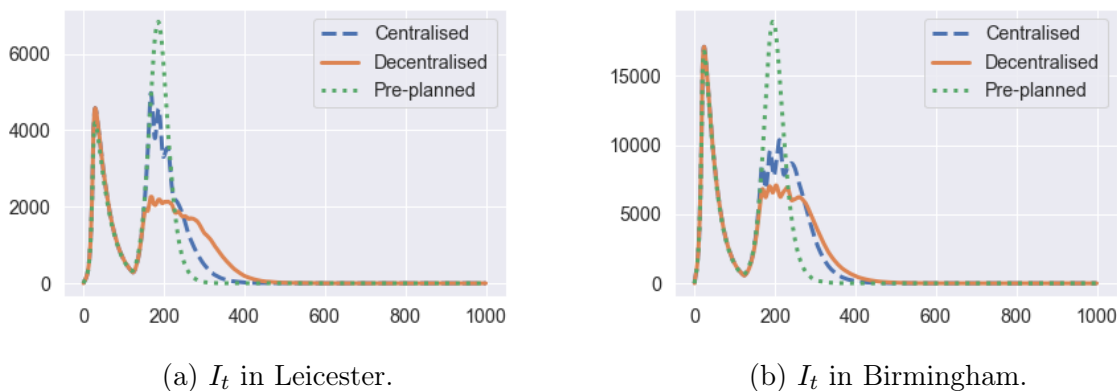 6000
4000
2000
0
0 200 400 600 800 1000
Centralised
Decentralised
Pre-planned
(a) I_t in Leicester.
15000
10000
5000
0
0 200 400 600 800 1000
Centralised
Decentralised
Pre-planned
(b) I_t in Birmingham.